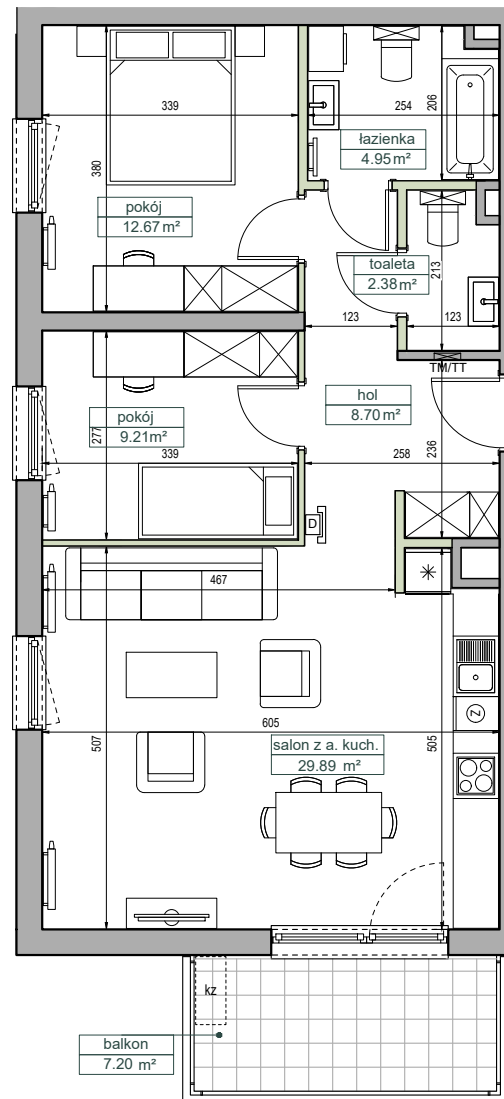 339
254
206
łazienka
4.95 m²
380
pokój
12.67 m²
toaleta
2.38 m²
213
123
123
TM/TT
hol
8.70 m²
pokój
9.21m²
277
339
258
236
D
467
605
Z
salon z a. kuch.
29.89 m²
507
505
kz
balkon
7.20 m²